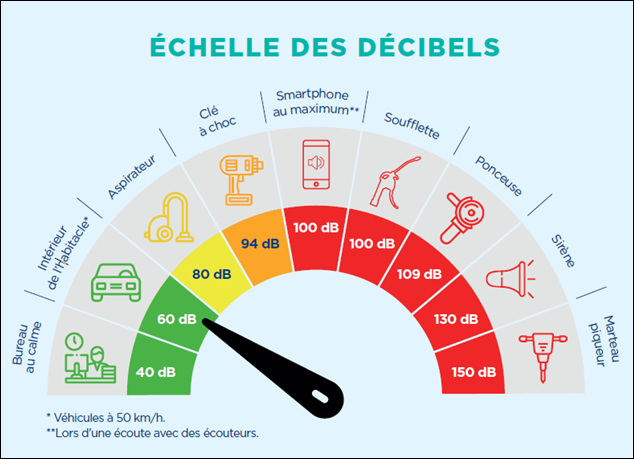 ÉCHELLE DES DÉCIBELS
Bureau
au calme
Intérieur
de l'Habitacle*
Aspirateur
Clé
à choc
Smartphone
au maximum**
Soufflette
Ponceuse
Sirène
Marteau
piqueur
40 dB
60 dB
80 dB
94 dB
100 dB
100 dB
109 dB
130 dB
150 dB
* Véhicules à 50 km/h.
**Lors d'une écoute avec des écouteurs.